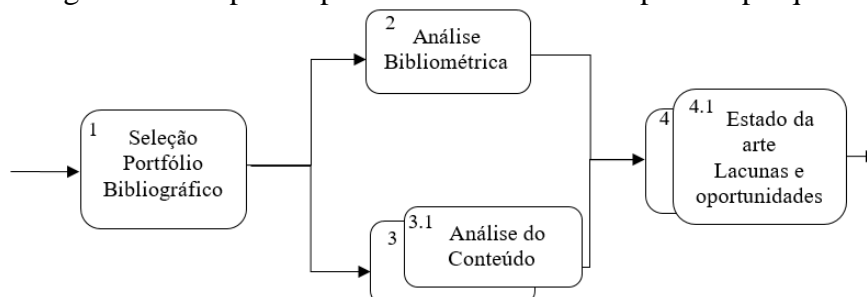 1
Seleção
Portfólio
Bibliográfico
2
Análise
Bibliométrica
3
3.1
Análise do
Conteúdo
4
4.1
Estado da
arte
Lacunas e
oportunidades